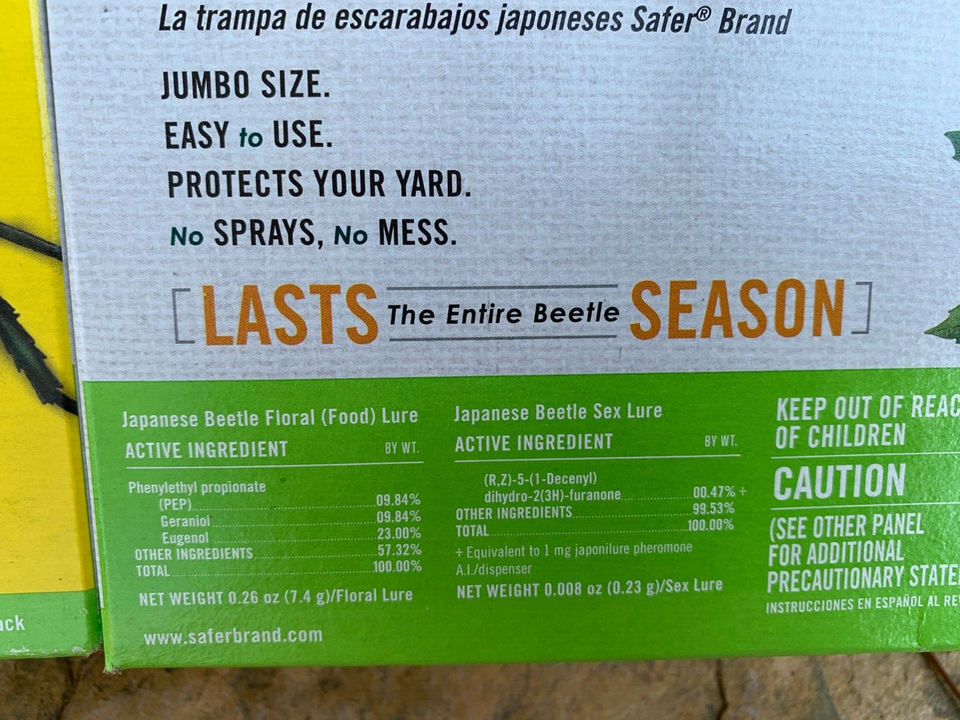 La trampa de escarabajos japoneses Safer® Brand
JUMBO SIZE.
EASY to USE.
PROTECTS YOUR YARD.
No SPRAYS, No MESS.
LASTS The Entire Beetle SEASON
Japanese Beetle Floral (Food) Lure
ACTIVE INGREDIENT BY WT.
Phenylethyl propionate
(PEP) 09.84%
Geraniol 09.84%
Eugenol 23.00%
OTHER INGREDIENTS 57.32%
TOTAL 100.00%
NET WEIGHT 0.26 oz (7.4 g)/Floral Lure
www.saferbrand.com
Japanese Beetle Sex Lure
ACTIVE INGREDIENT BY WT.
(R,Z)-5-(1-Decenyl)
dihydro-2(3H)-furanone 00.47% +
OTHER INGREDIENTS 99.53%
TOTAL 100.00%
+ Equivalent to 1 mg japonilure pheromone
A.I./dispenser
NET WEIGHT 0.008 oz (0.23 g)/Sex Lure
KEEP OUT OF REAC
OF CHILDREN
CAUTION
(SEE OTHER PANEL
FOR ADDITIONAL
PRECAUTIONARY STATE
INSTRUCCIONES EN ESPAÑOL AL RE
ack